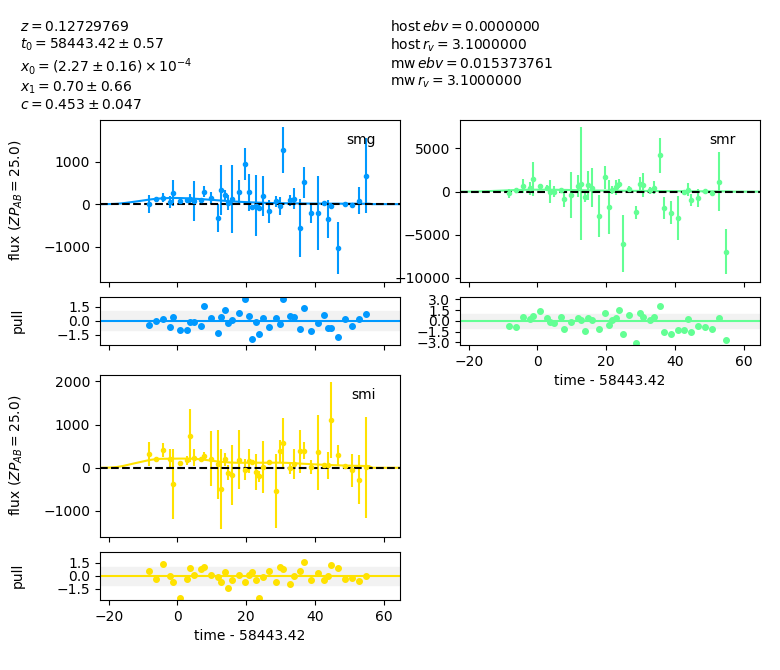 z = 0.12729769
t₀ = 58443.42 ± 0.57
x₀ = (2.27 ± 0.16) × 10⁻⁴
x₁ = 0.70 ± 0.66
c = 0.453 ± 0.047
host ebv = 0.0000000
host r_v = 3.1000000
mw ebv = 0.015373761
mw r_v = 3.1000000
smg
flux (ZP_AB = 25.0)
1000
0
−1000
pull
1.5
0.0
−1.5
smr
5000
0
−5000
−10000
3.0
1.5
0.0
−1.5
−3.0
−20 0 20 40 60
time - 58443.42
smi
flux (ZP_AB = 25.0)
2000
1000
0
−1000
pull
1.5
0.0
−1.5
−20 0 20 40 60
time - 58443.42